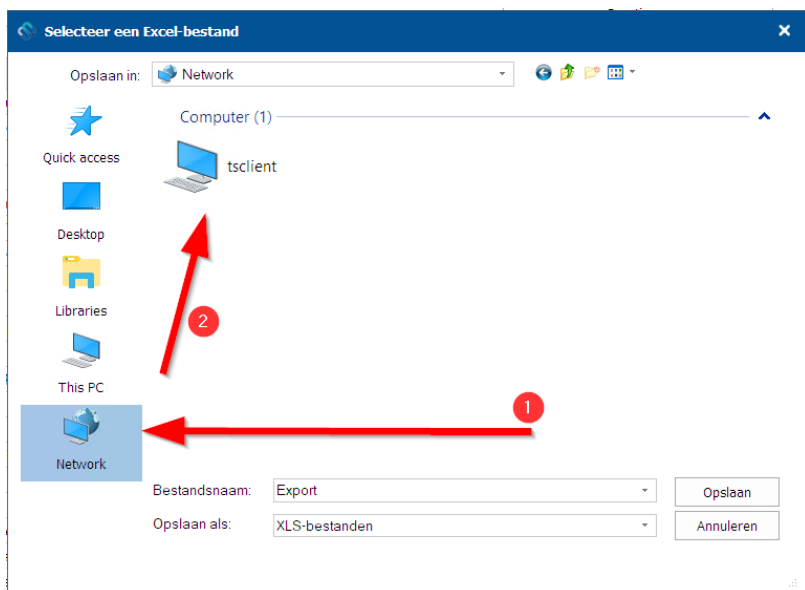 Selecteer een Excel-bestand
Opslaan in: Network
Computer (1)
tsclient
Quick access
Desktop
Libraries
2
This PC
1
Network
Bestandsnaam: Export
Opslaan
Opslaan als: XLS-bestanden
Annuleren